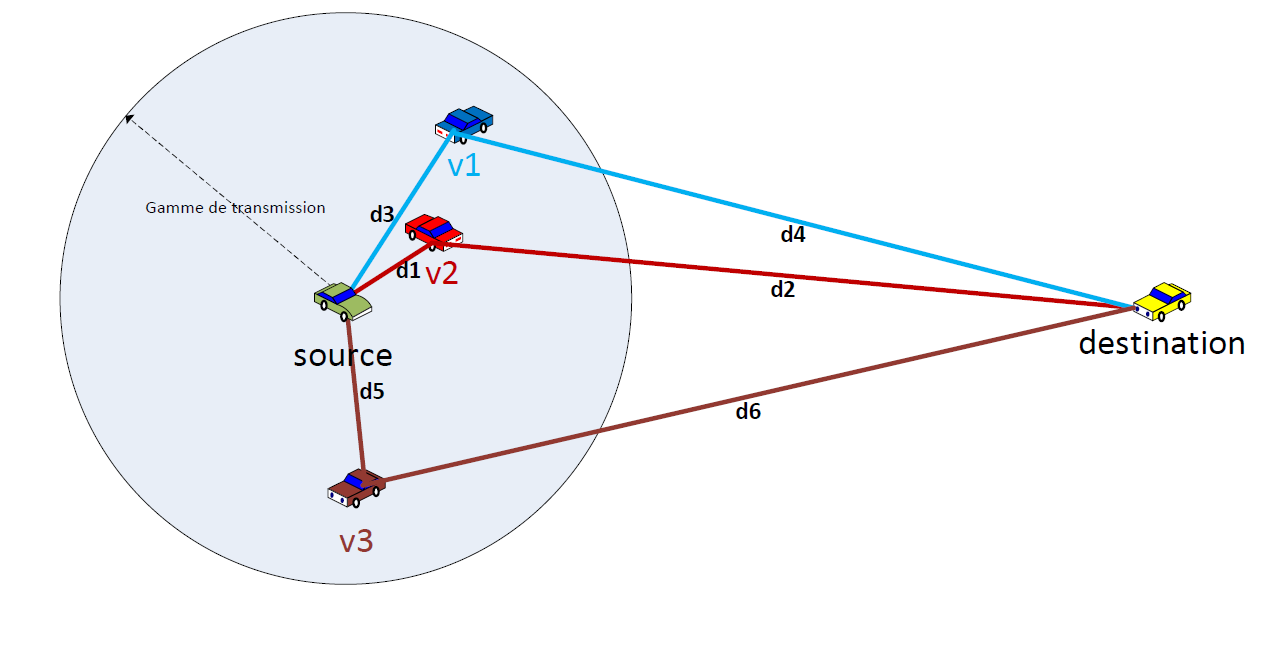 v1
Gamme de transmission
d3
d4
d1
v2
d2
source
destination
d5
d6
v3